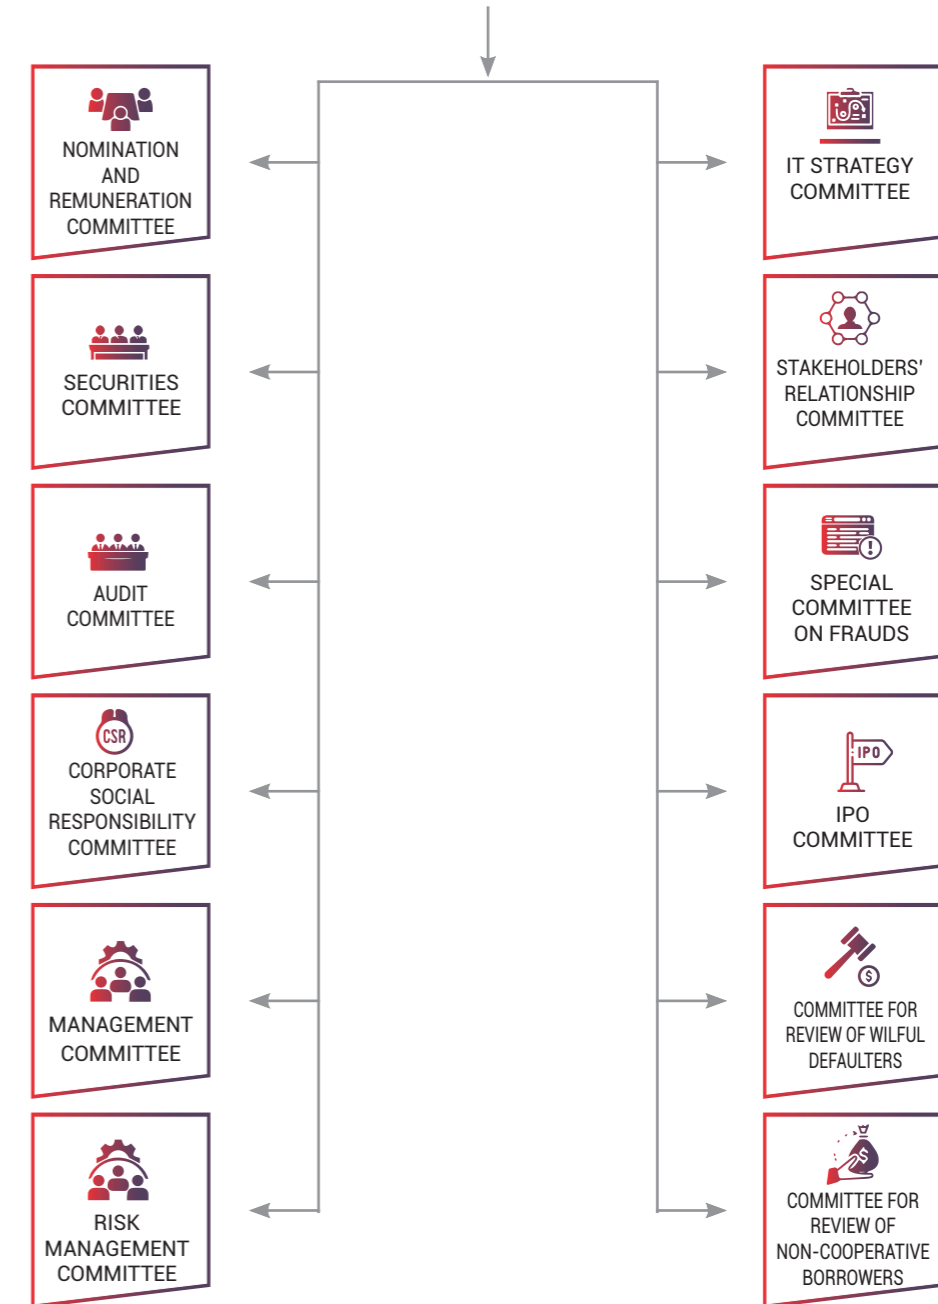 NOMINATION
AND
REMUNERATION
COMMITTEE
SECURITIES
COMMITTEE
AUDIT
COMMITTEE
CSR
CORPORATE
SOCIAL
RESPONSIBILITY
COMMITTEE
MANAGEMENT
COMMITTEE
RISK
MANAGEMENT
COMMITTEE
IT STRATEGY
COMMITTEE
STAKEHOLDERS'
RELATIONSHIP
COMMITTEE
SPECIAL
COMMITTEE
ON FRAUDS
IPO
IPO
COMMITTEE
$
COMMITTEE FOR
REVIEW OF WILFUL
DEFAULTERS
$
COMMITTEE FOR
REVIEW OF
NON-COOPERATIVE
BORROWERS